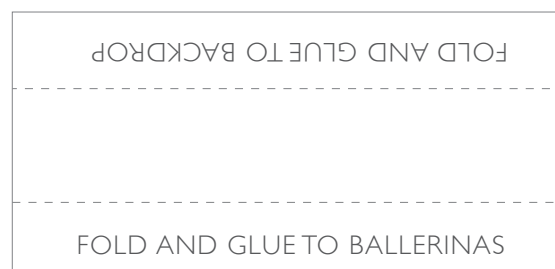 FOLD AND GLUE TO BACKDROP
FOLD AND GLUE TO BALLERINAS